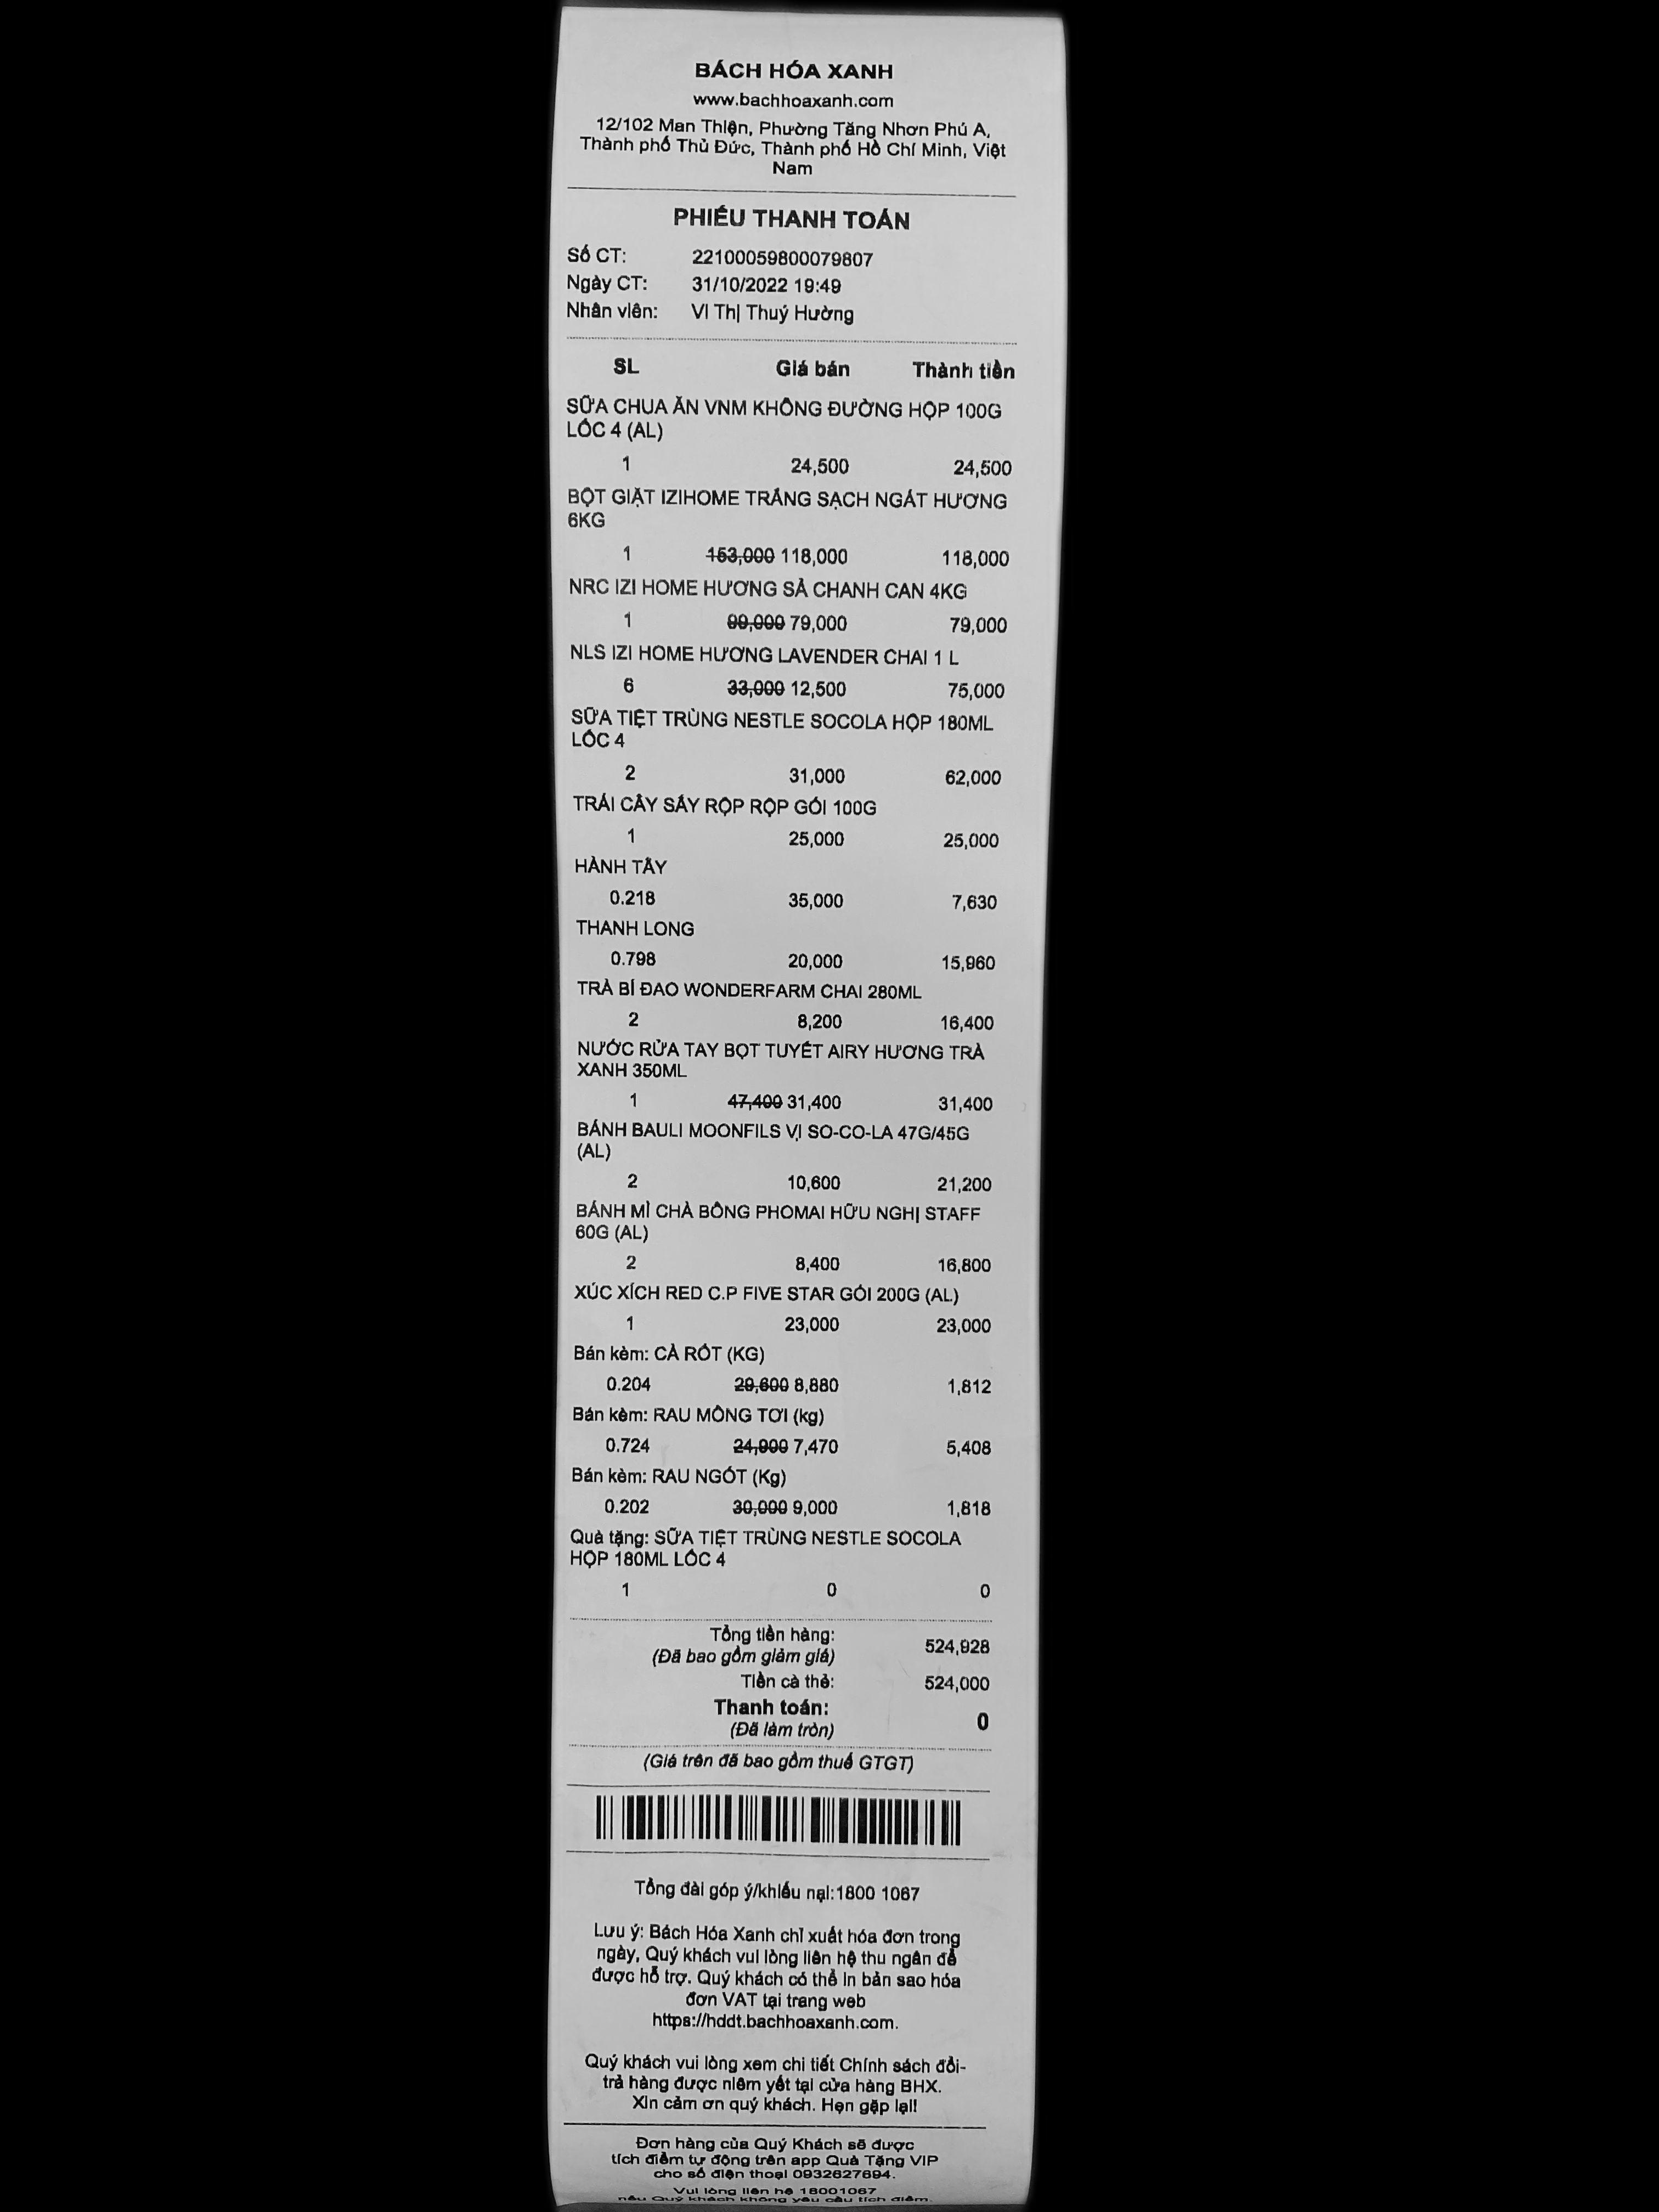 BÁCH HÓA XANH
www.bachhoaxanh.com
12/102 Man Thiện, Phường Tăng Nhơn Phú A,
Thành phố Thủ Đức, Thành phố Hồ Chí Minh, Việt
Nam
PHIẾU THANH TOÁN
Số CT: 22100059800079807
Ngày CT: 31/10/2022 19:49
Nhân viên: Vi Thị Thuý Hường
SL Giá bán Thành tiền
SỮA CHUA ĂN VNM KHÔNG ĐƯỜNG HỘP 100G
LỐC 4 (AL)
1 24,500 24,500
BỘT GIẶT IZIHOME TRẮNG SẠCH NGÁT HƯƠNG
6KG
1 153,000 118,000 118,000
NRC IZI HOME HƯƠNG SẢ CHANH CAN 4KG
1 99,000 79,000 79,000
NLS IZI HOME HƯƠNG LAVENDER CHAI 1 L
6 33,000 12,500 75,000
SỮA TIỆT TRÙNG NESTLE SOCOLA HỘP 180ML
LỐC 4
2 31,000 62,000
TRÁI CÂY SẤY RỘP RỘP GÓI 100G
1 25,000 25,000
HÀNH TÂY
0.218 35,000 7,630
THANH LONG
0.798 20,000 15,960
TRÀ BÍ ĐAO WONDERFARM CHAI 280ML
2 8,200 16,400
NƯỚC RỬA TAY BỌT TUYẾT AIRY HƯƠNG TRÀ
XANH 350ML
1 47,400 31,400 31,400
BÁNH BAULI MOONFILS VỊ SO-CO-LA 47G/45G
(AL)
2 10,600 21,200
BÁNH MÌ CHÀ BÔNG PHOMAI HỮU NGHỊ STAFF
60G (AL)
2 8,400 16,800
XÚC XÍCH RED C.P FIVE STAR GÓI 200G (AL)
1 23,000 23,000
Bán kèm: CÀ RỐT (KG)
0.204 29,600 8,880 1,812
Bán kèm: RAU MỒNG TƠI (kg)
0.724 24,900 7,470 5,408
Bán kèm: RAU NGÓT (Kg)
0.202 30,000 9,000 1,818
Quà tặng: SỮA TIỆT TRÙNG NESTLE SOCOLA
HỘP 180ML LỐC 4
1 0 0
Tổng tiền hàng: 524,928
(Đã bao gồm giảm giá)
Tiền cà thẻ: 524,000
Thanh toán: 0
(Đã làm tròn)
(Giá trên đã bao gồm thuế GTGT)
Tổng đài góp ý/khiếu nại:1800 1067
Lưu ý: Bách Hóa Xanh chỉ xuất hóa đơn trong
ngày, Quý khách vul lòng liên hệ thu ngân để
được hỗ trợ. Quý khách có thể in bản sao hóa
đơn VAT tại trang web
https://hddt.bachhoaxanh.com.
Quý khách vui lòng xem chi tiết Chính sách đổi-
trả hàng được niêm yết tại cửa hàng BHX.
Xin cảm ơn quý khách. Hẹn gặp lại!
Đơn hàng của Quý Khách sẽ được
tích điểm tự động trên app Quà Tặng VIP
cho số điện thoại 0932627694.
Vui lòng liên hệ 18001067
nếu Quý khách không yêu cầu tích điểm.